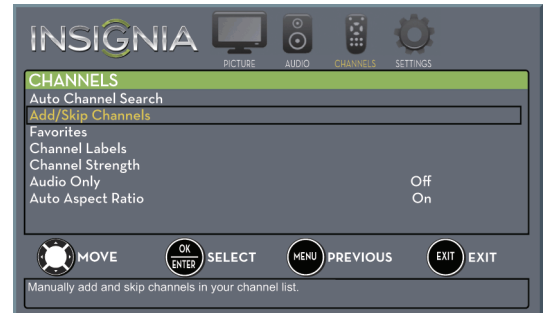 INSIGNIA
PICTURE AUDIO CHANNELS SETTINGS
CHANNELS
Auto Channel Search
Add/Skip Channels
Favorites
Channel Labels
Channel Strength
Audio Only Off
Auto Aspect Ratio On
MOVE OK ENTER SELECT MENU PREVIOUS EXIT EXIT
Manually add and skip channels in your channel list.